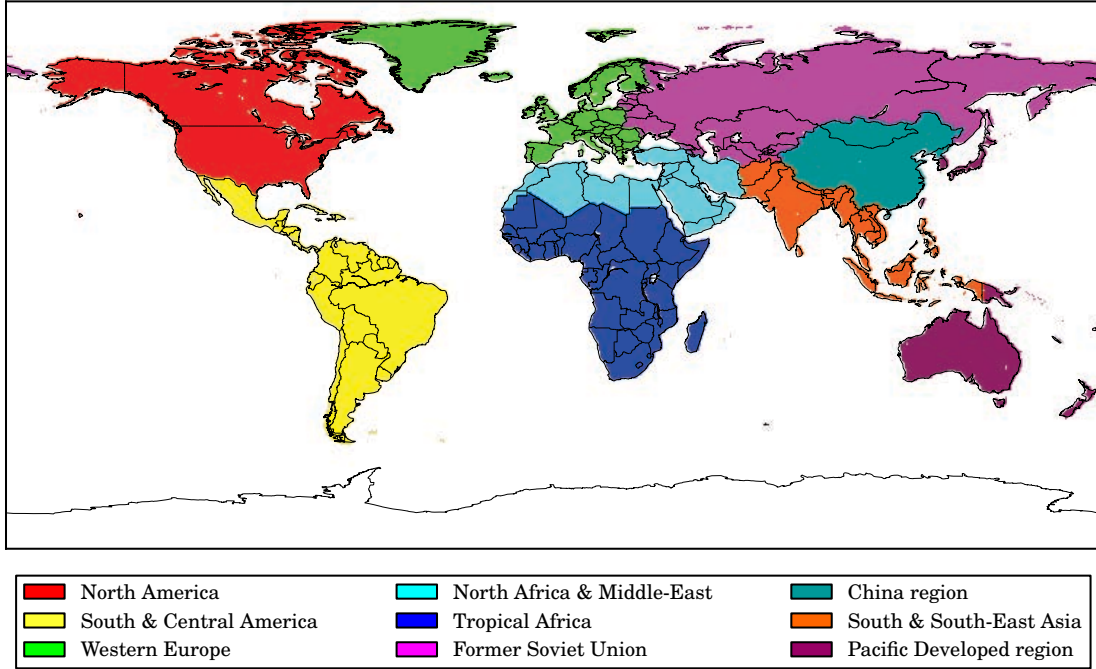 North America
South & Central America
Western Europe
North Africa & Middle-East
Tropical Africa
Former Soviet Union
China region
South & South-East Asia
Pacific Developed region